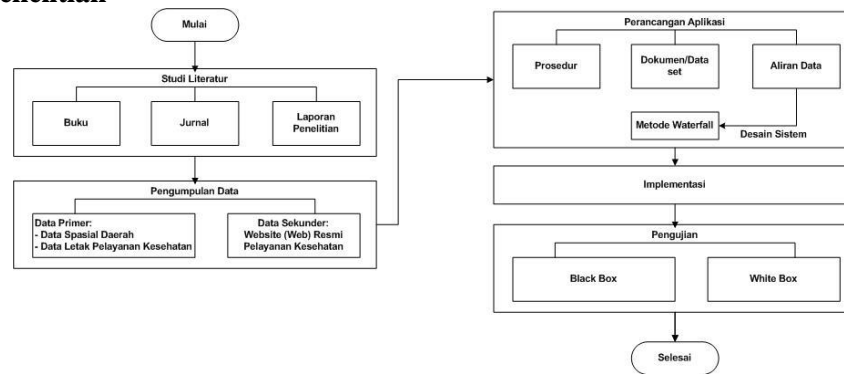 Mulai
Studi Literatur
Buku
Jurnal
Laporan
Penelitian
Pengumpulan Data
Data Primer:
- Data Spasial Daerah
- Data Letak Pelayanan Kesehatan
Data Sekunder:
Website (Web) Resmi
Pelayanan Kesehatan
Perancangan Aplikasi
Prosedur
Dokumen/Data
set
Aliran Data
Metode Waterfall
Desain Sistem
Implementasi
Pengujian
Black Box
White Box
Selesai